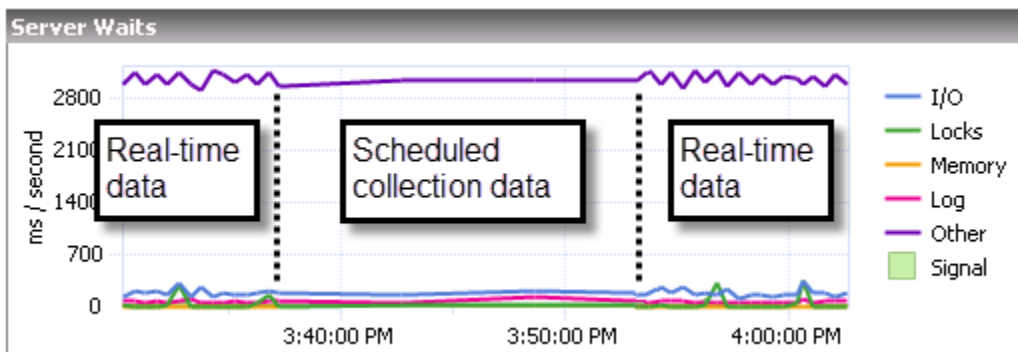 Server Waits
2800
2100
1400
700
0
ms / second
Real-time
data
Scheduled
collection data
Real-time
data
3:40:00 PM
3:50:00 PM
4:00:00 PM
I/O
Locks
Memory
Log
Other
Signal